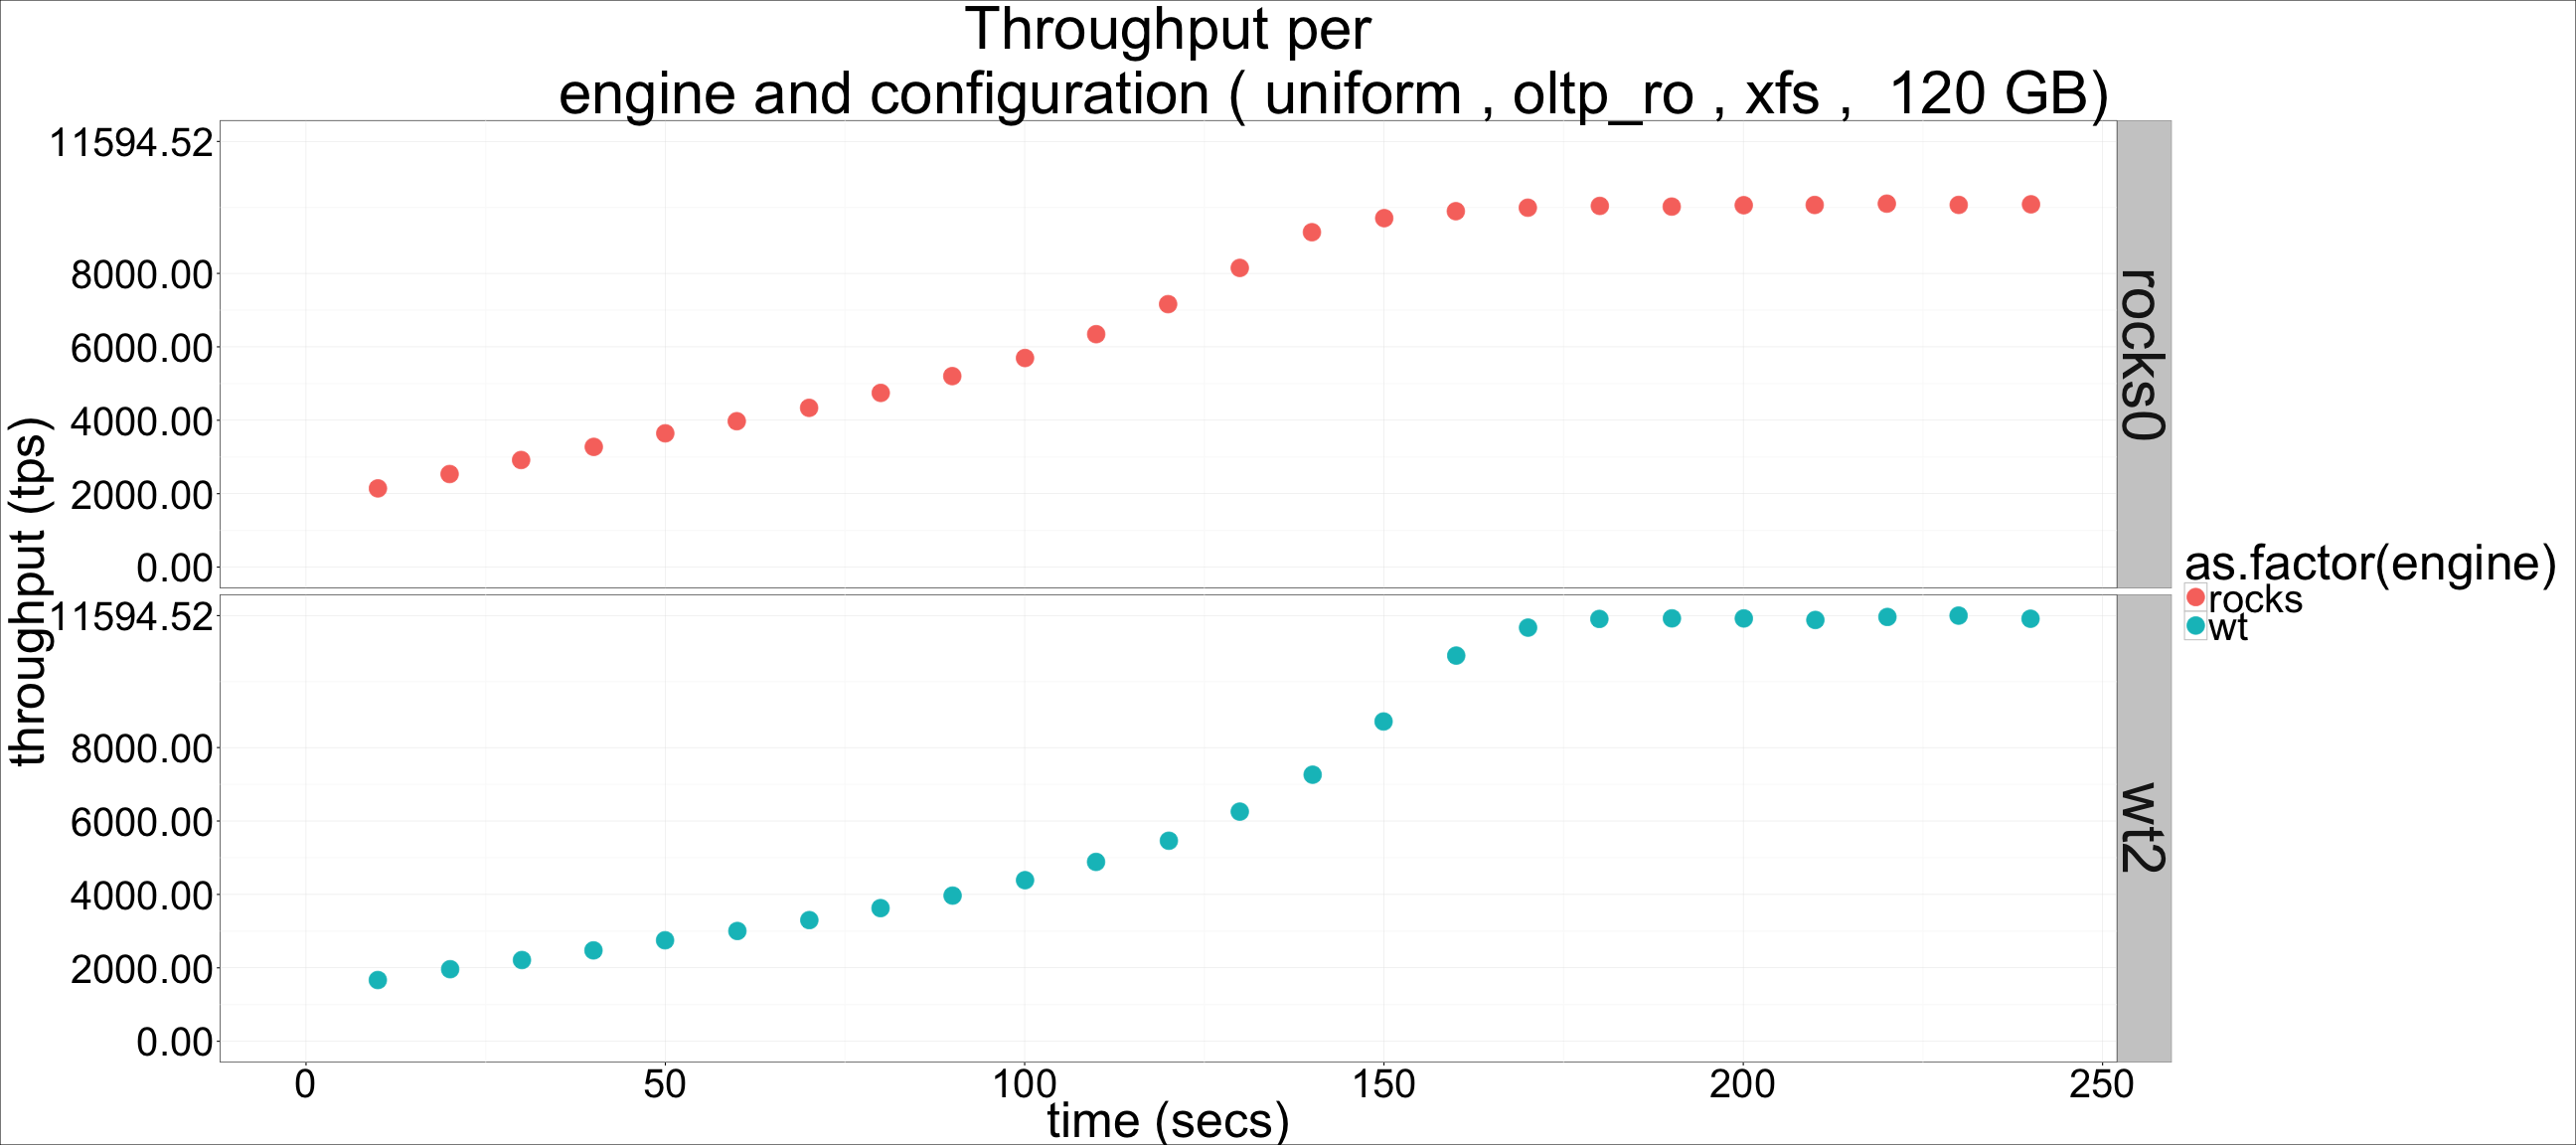 Throughput per
engine and configuration ( uniform , oltp_ro , xfs ,  120 GB)
throughput (tps)
11594.52
8000.00
6000.00
4000.00
2000.00
0.00
rocks0
11594.52
8000.00
6000.00
4000.00
2000.00
0.00
wt2
0 50 100 150 200 250
time (secs)
as.factor(engine)
rocks
wt